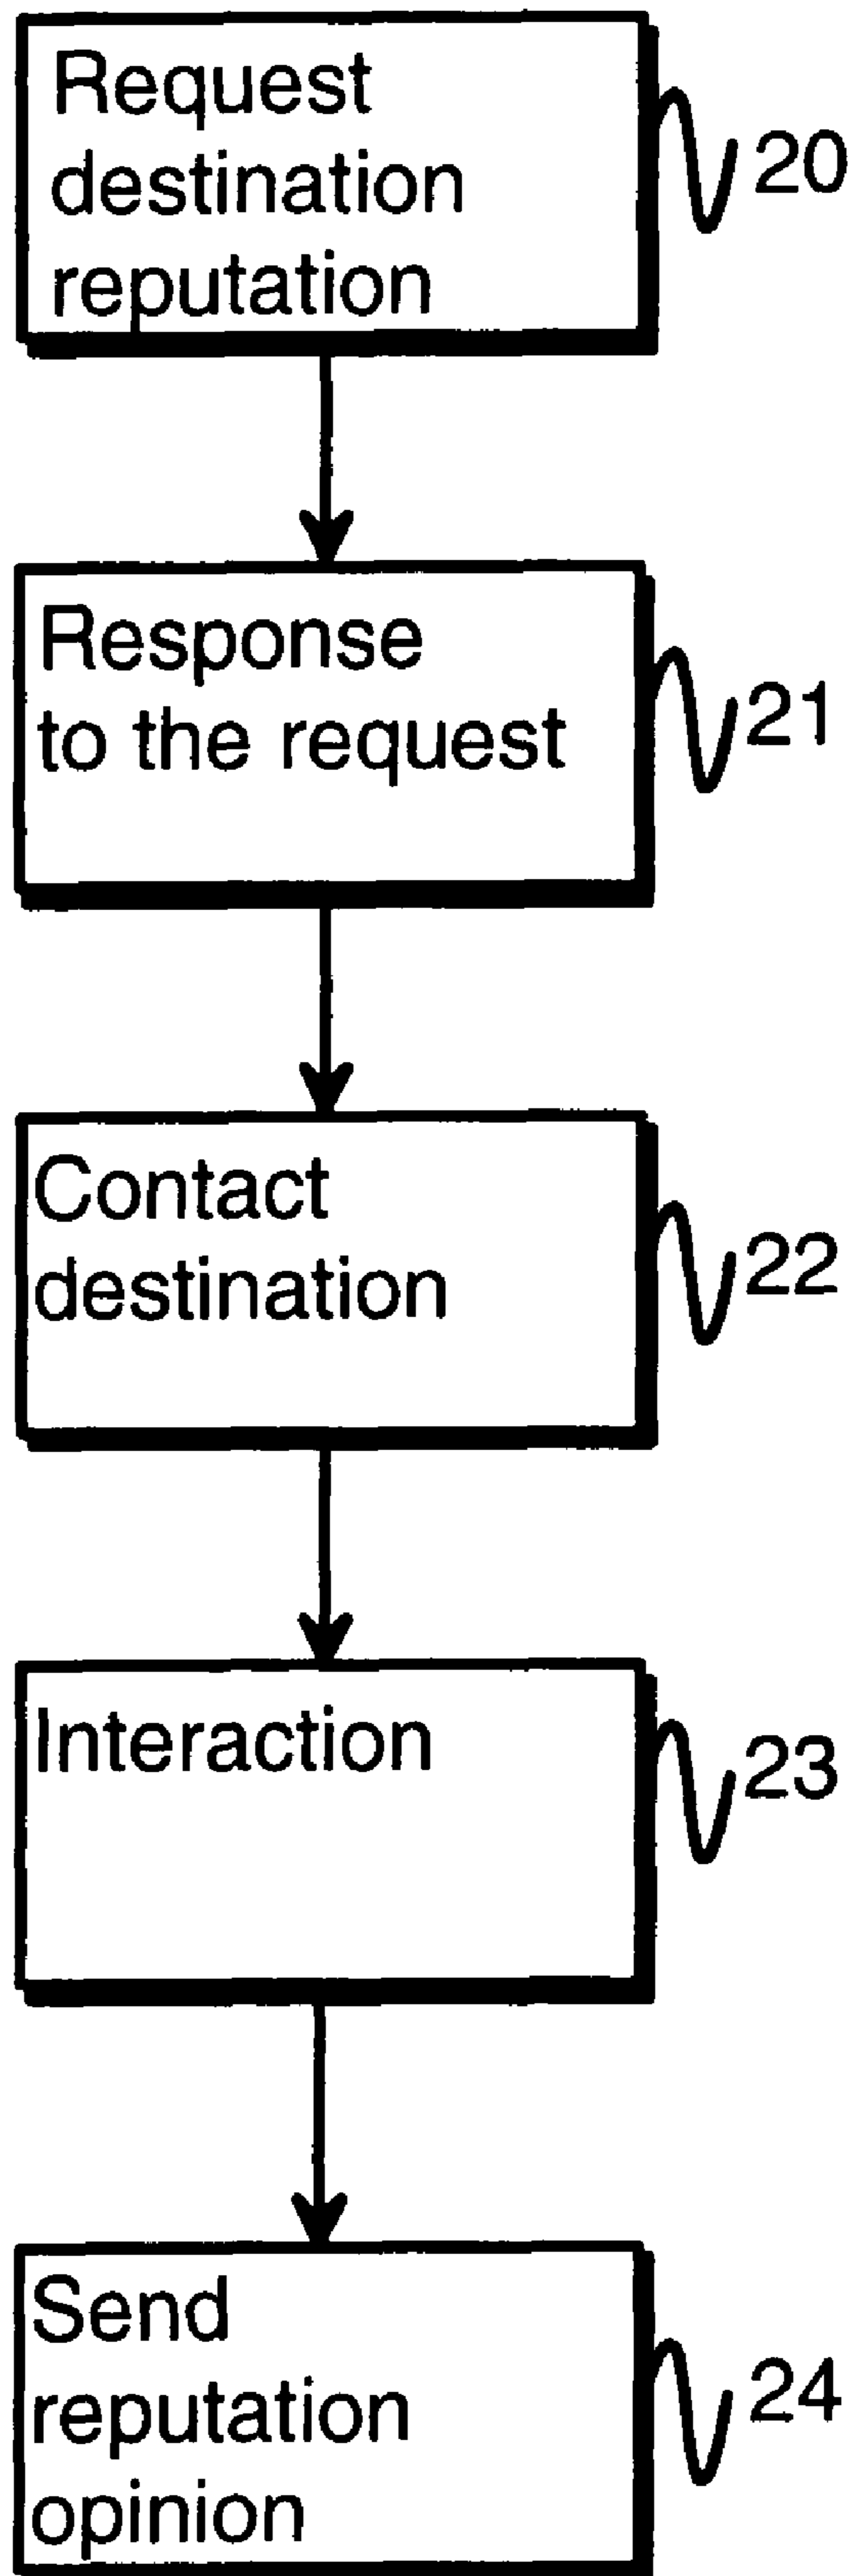 Request
destination
reputation
20
Response
to the request
21
Contact
destination
22
Interaction
23
Send
reputation
opinion
24